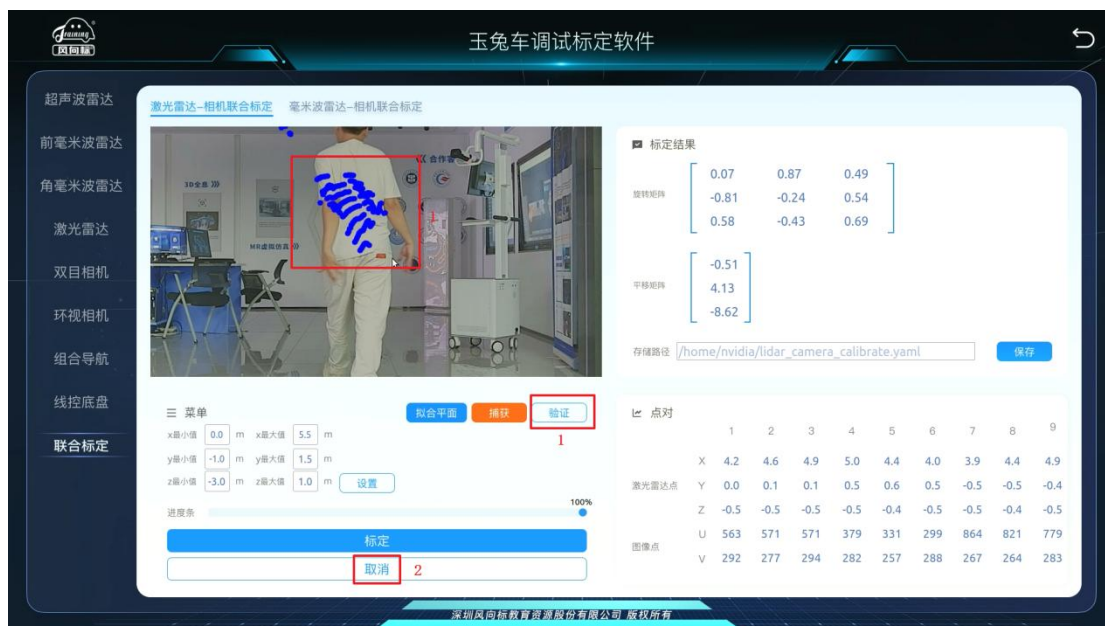 Fxining
风向标
玉兔车调试标定软件
超声波雷达
前毫米波雷达
角毫米波雷达
激光雷达
双目相机
环视相机
组合导航
线控底盘
联合标定
激光雷达-相机联合标定 毫米波雷达-相机联合标定
《 合作
3D全息 》》
MR虚拟仿真 》》
1
菜单
拟合平面 捕获 验证
1
x最小值 0.0 m x最大值 5.5 m
y最小值 -1.0 m y最大值 1.5 m
z最小值 -3.0 m z最大值 1.0 m 设置
进度条 100%
标定
取消 2
标定结果
旋转矩阵
0.07 0.87 0.49
-0.81 -0.24 0.54
0.58 -0.43 0.69
平移矩阵
-0.51
4.13
-8.62
存储路径 /home/nvidia/lidar_camera_calibrate.yaml 保存
点对
1 2 3 4 5 6 7 8 9
激光雷达点
X 4.2 4.6 4.9 5.0 4.4 4.0 3.9 4.4 4.9
Y 0.0 0.1 0.1 0.5 0.6 0.5 -0.5 -0.5 -0.4
Z -0.5 -0.5 -0.5 -0.5 -0.4 -0.5 -0.5 -0.4 -0.5
图像点
U 563 571 571 379 331 299 864 821 779
V 292 277 294 282 257 288 267 264 283
深圳风向标教育资源股份有限公司 版权所有